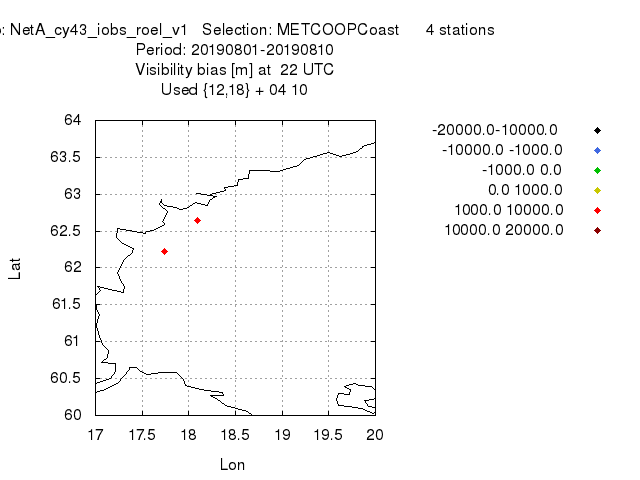 : NetA_cy43_iobs_roel_v1 Selection: METCOOPCoast 4 stations
Period: 20190801-20190810
Visibility bias [m] at 22 UTC
Used {12,18} + 04 10
-20000.0-10000.0
-10000.0 -1000.0
-1000.0 0.0
0.0 1000.0
1000.0 10000.0
10000.0 20000.0
64
63.5
63
62.5
62
61.5
61
60.5
60
Lat
17 17.5 18 18.5 19 19.5 20
Lon